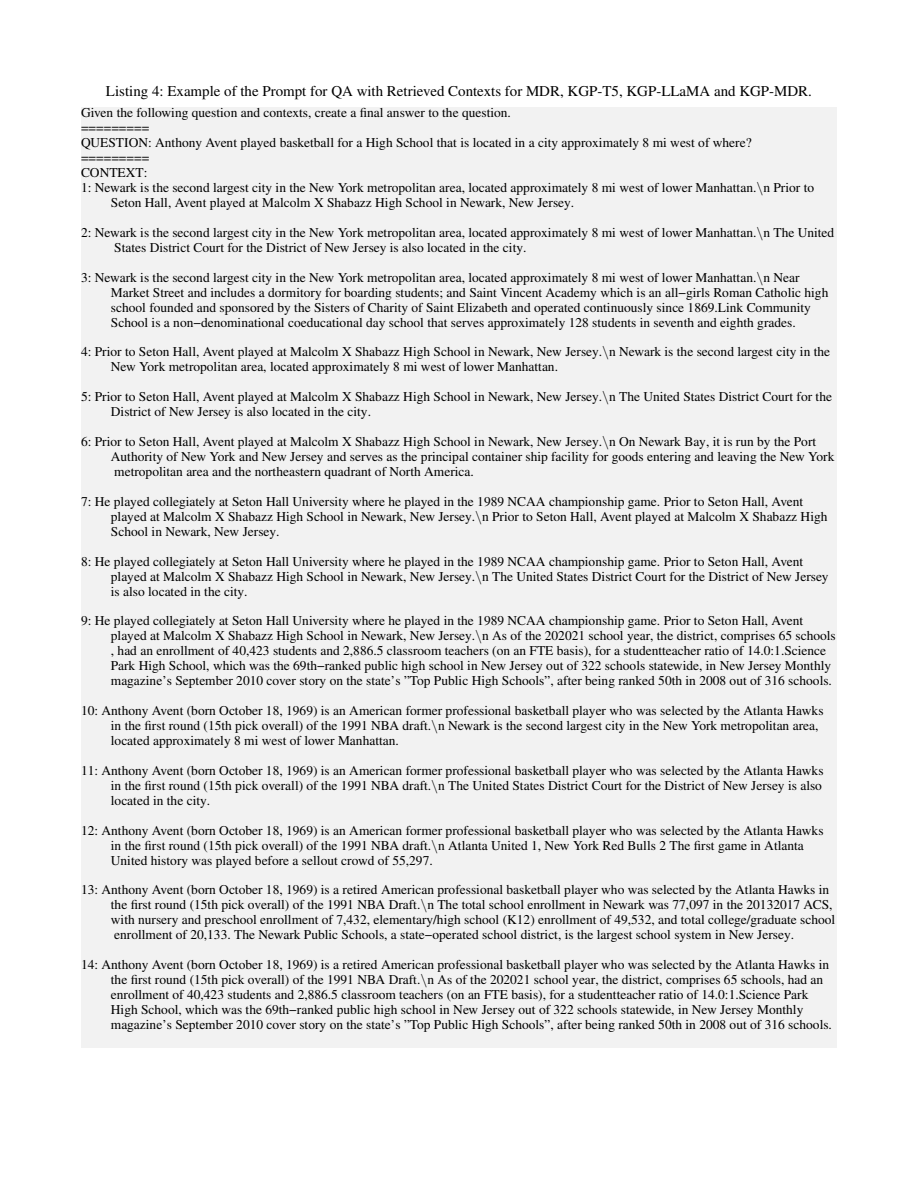 Listing 4: Example of the Prompt for QA with Retrieved Contexts for MDR, KGP-T5, KGP-LLaMA and KGP-MDR.
Given the following question and contexts, create a final answer to the question.
=========
QUESTION: Anthony Avent played basketball for a High School that is located in a city approximately 8 mi west of where?
=========
CONTEXT:
1: Newark is the second largest city in the New York metropolitan area, located approximately 8 mi west of lower Manhattan.\n Prior to
Seton Hall, Avent played at Malcolm X Shabazz High School in Newark, New Jersey.
2: Newark is the second largest city in the New York metropolitan area, located approximately 8 mi west of lower Manhattan.\n The United
States District Court for the District of New Jersey is also located in the city.
3: Newark is the second largest city in the New York metropolitan area, located approximately 8 mi west of lower Manhattan.\n Near
Market Street and includes a dormitory for boarding students; and Saint Vincent Academy which is an all−girls Roman Catholic high
school founded and sponsored by the Sisters of Charity of Saint Elizabeth and operated continuously since 1869.Link Community
School is a non−denominational coeducational day school that serves approximately 128 students in seventh and eighth grades.
4: Prior to Seton Hall, Avent played at Malcolm X Shabazz High School in Newark, New Jersey.\n Newark is the second largest city in the
New York metropolitan area, located approximately 8 mi west of lower Manhattan.
5: Prior to Seton Hall, Avent played at Malcolm X Shabazz High School in Newark, New Jersey.\n The United States District Court for the
District of New Jersey is also located in the city.
6: Prior to Seton Hall, Avent played at Malcolm X Shabazz High School in Newark, New Jersey.\n On Newark Bay, it is run by the Port
Authority of New York and New Jersey and serves as the principal container ship facility for goods entering and leaving the New York
metropolitan area and the northeastern quadrant of North America.
7: He played collegiately at Seton Hall University where he played in the 1989 NCAA championship game. Prior to Seton Hall, Avent
played at Malcolm X Shabazz High School in Newark, New Jersey.\n Prior to Seton Hall, Avent played at Malcolm X Shabazz High
School in Newark, New Jersey.
8: He played collegiately at Seton Hall University where he played in the 1989 NCAA championship game. Prior to Seton Hall, Avent
played at Malcolm X Shabazz High School in Newark, New Jersey.\n The United States District Court for the District of New Jersey
is also located in the city.
9: He played collegiately at Seton Hall University where he played in the 1989 NCAA championship game. Prior to Seton Hall, Avent
played at Malcolm X Shabazz High School in Newark, New Jersey.\n As of the 202021 school year, the district, comprises 65 schools
, had an enrollment of 40,423 students and 2,886.5 classroom teachers (on an FTE basis), for a studentteacher ratio of 14.0:1.Science
Park High School, which was the 69th−ranked public high school in New Jersey out of 322 schools statewide, in New Jersey Monthly
magazine's September 2010 cover story on the state's "Top Public High Schools", after being ranked 50th in 2008 out of 316 schools.
10: Anthony Avent (born October 18, 1969) is an American former professional basketball player who was selected by the Atlanta Hawks
in the first round (15th pick overall) of the 1991 NBA draft.\n Newark is the second largest city in the New York metropolitan area,
located approximately 8 mi west of lower Manhattan.
11: Anthony Avent (born October 18, 1969) is an American former professional basketball player who was selected by the Atlanta Hawks
in the first round (15th pick overall) of the 1991 NBA draft.\n The United States District Court for the District of New Jersey is also
located in the city.
12: Anthony Avent (born October 18, 1969) is an American former professional basketball player who was selected by the Atlanta Hawks
in the first round (15th pick overall) of the 1991 NBA draft.\n Atlanta United 1, New York Red Bulls 2 The first game in Atlanta
United history was played before a sellout crowd of 55,297.
13: Anthony Avent (born October 18, 1969) is a retired American professional basketball player who was selected by the Atlanta Hawks in
the first round (15th pick overall) of the 1991 NBA Draft.\n The total school enrollment in Newark was 77,097 in the 20132017 ACS,
with nursery and preschool enrollment of 7,432, elementary/high school (K12) enrollment of 49,532, and total college/graduate school
enrollment of 20,133. The Newark Public Schools, a state−operated school district, is the largest school system in New Jersey.
14: Anthony Avent (born October 18, 1969) is a retired American professional basketball player who was selected by the Atlanta Hawks in
the first round (15th pick overall) of the 1991 NBA Draft.\n As of the 202021 school year, the district, comprises 65 schools, had an
enrollment of 40,423 students and 2,886.5 classroom teachers (on an FTE basis), for a studentteacher ratio of 14.0:1.Science Park
High School, which was the 69th−ranked public high school in New Jersey out of 322 schools statewide, in New Jersey Monthly
magazine's September 2010 cover story on the state's "Top Public High Schools", after being ranked 50th in 2008 out of 316 schools.